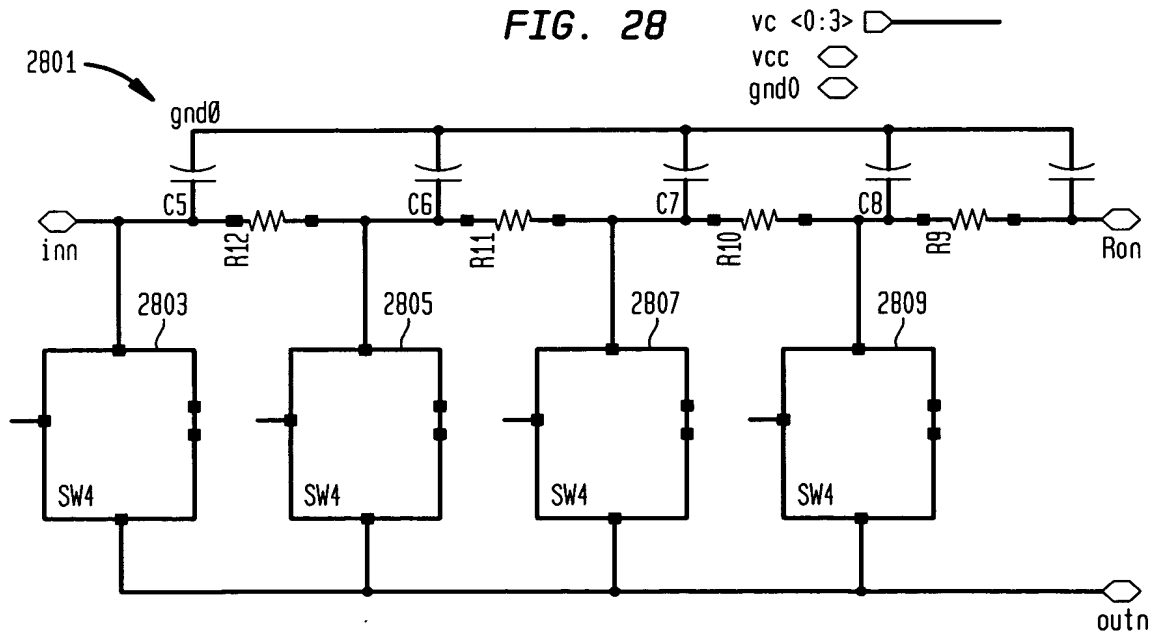 FIG. 28
vc <0:3>
vcc
gnd0
2801
gndØ
C5
C6
C7
C8
inn
R12
R11
R10
R9
Ron
2803
2805
2807
2809
SW4
SW4
SW4
SW4
outn